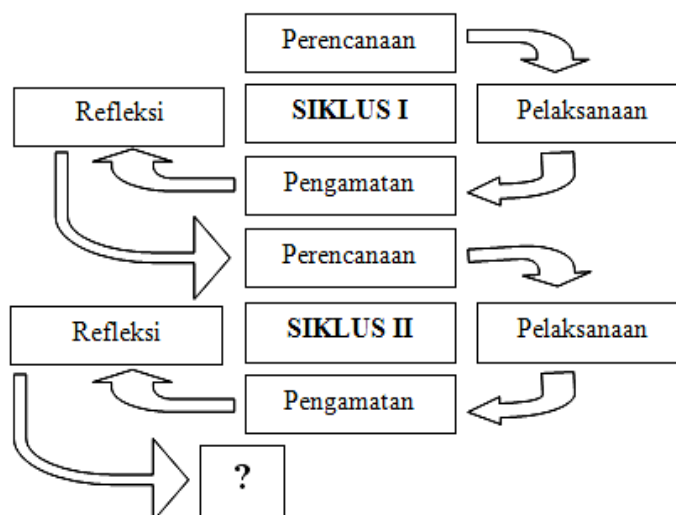 Perencanaan
Refleksi
SIKLUS I
Pelaksanaan
Pengamatan
Perencanaan
Refleksi
SIKLUS II
Pelaksanaan
Pengamatan
?